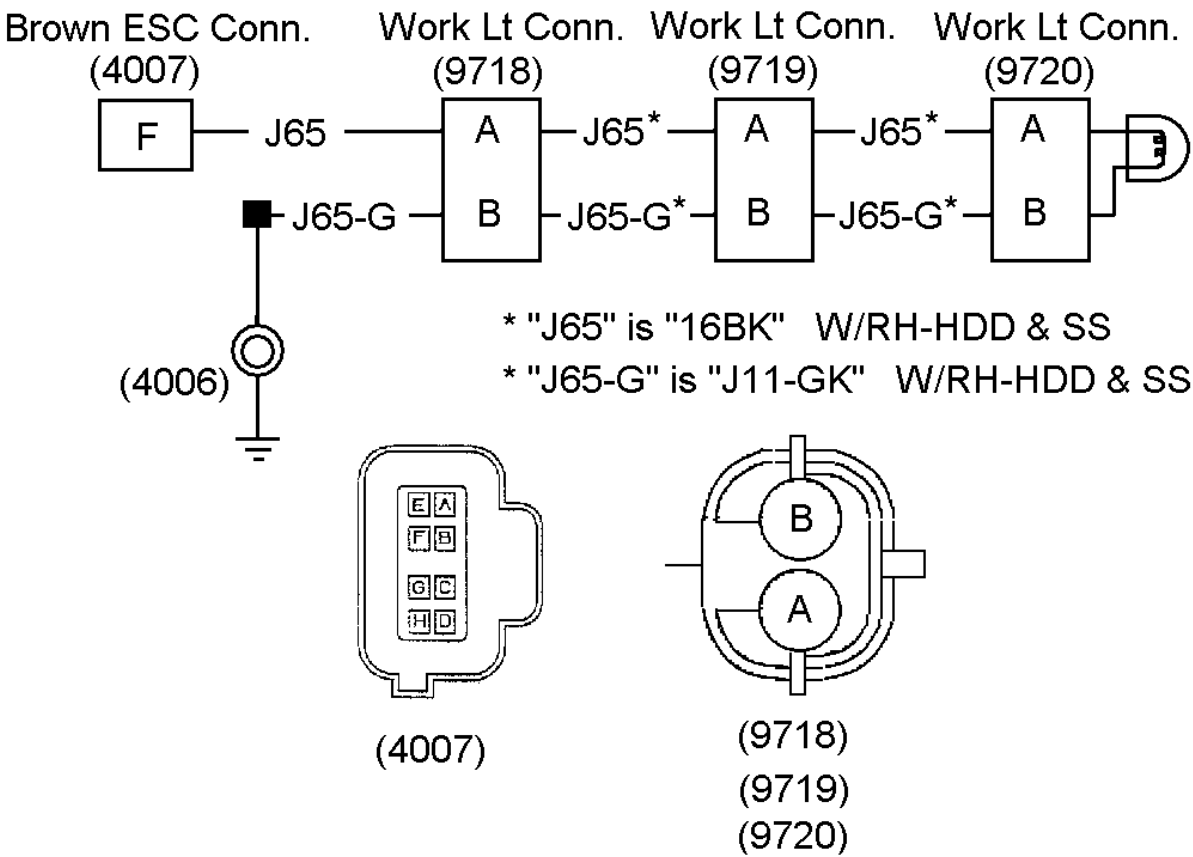 Brown ESC Conn. Work Lt Conn. Work Lt Conn. Work Lt Conn.
(4007) (9718) (9719) (9720)
F J65 A J65* A J65* A
J65-G B J65-G* B J65-G* B
* "J65" is "16BK" W/RH-HDD & SS
(4006) * "J65-G" is "J11-GK" W/RH-HDD & SS
E A
F B
G C
H D
B
A
(4007)
(9718)
(9719)
(9720)